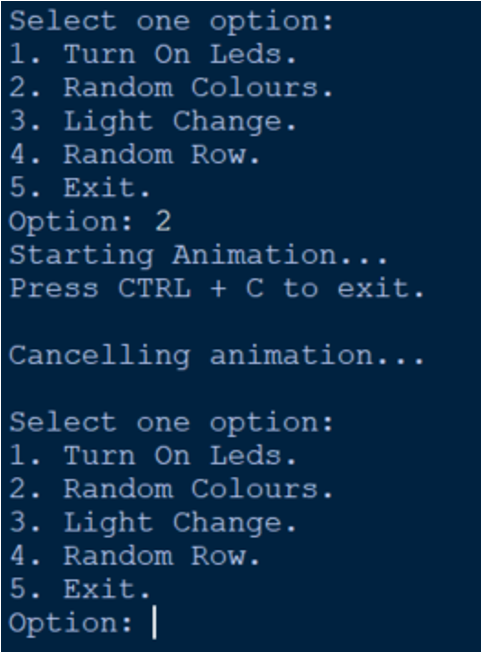 Select one option:
1. Turn On Leds.
2. Random Colours.
3. Light Change.
4. Random Row.
5. Exit.
Option: 2
Starting Animation...
Press CTRL + C to exit.
Cancelling animation...
Select one option:
1. Turn On Leds.
2. Random Colours.
3. Light Change.
4. Random Row.
5. Exit.
Option: